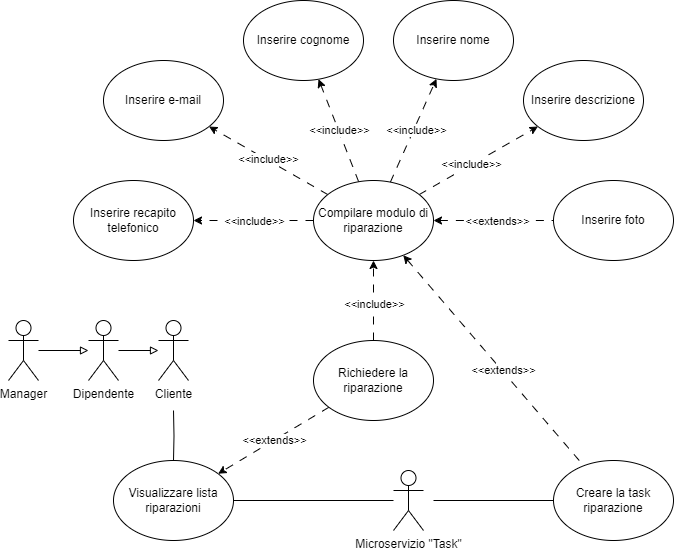 Inserire cognome
Inserire nome
Inserire e-mail
Inserire descrizione
<<include>>
<<include>>
<<include>>
<<include>>
Inserire recapito
telefonico
<<include>>
Compilare modulo di
riparazione
<<extends>>
Inserire foto
<<include>>
Richiedere la
riparazione
<<extends>>
Manager
Dipendente
Cliente
<<extends>>
Visualizzare lista
riparazioni
Creare la task
riparazione
Microservizio "Task"